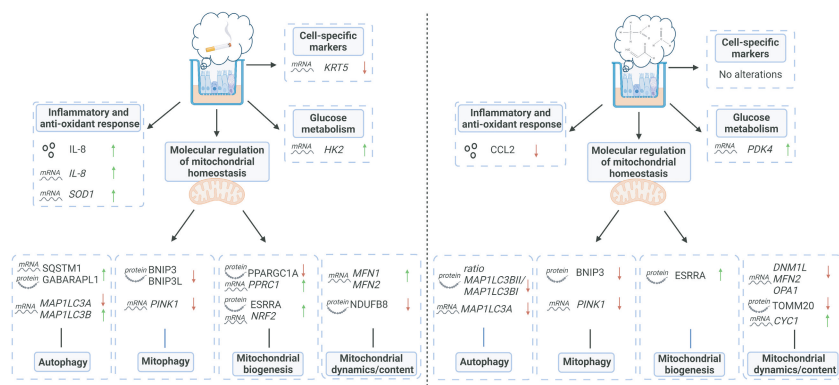 Cell-specific
markers
mRNA KRT5
Inflammatory and
anti-oxidant response
IL-8
mRNA IL-8
mRNA SOD1
Molecular regulation
of mitochondrial
homeostasis
Glucose
metabolism
mRNA HK2
mRNA SQSTM1
protein GABARAPL1
mRNA MAP1LC3A
MAP1LC3B
Autophagy
protein BNIP3
BNIP3L
mRNA PINK1
Mitophagy
protein PPARGC1A
mRNA PPRC1
protein ESRRA
mRNA NRF2
Mitochondrial
biogenesis
mRNA MFN1
MFN2
protein NDUFB8
Mitochondrial
dynamics/content
Cell-specific
markers
No alterations
Inflammatory and
anti-oxidant response
CCL2
Molecular regulation
of mitochondrial
homeostasis
Glucose
metabolism
mRNA PDK4
ratio
protein MAP1LC3BII/
MAP1LC3BI
mRNA MAP1LC3A
Autophagy
protein BNIP3
mRNA PINK1
Mitophagy
protein ESRRA
Mitochondrial
biogenesis
DNM1L
mRNA MFN2
OPA1
protein TOMM20
mRNA CYC1
Mitochondrial
dynamics/content